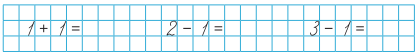 1 + 1 = 2 - 1 = 3 - 1 =